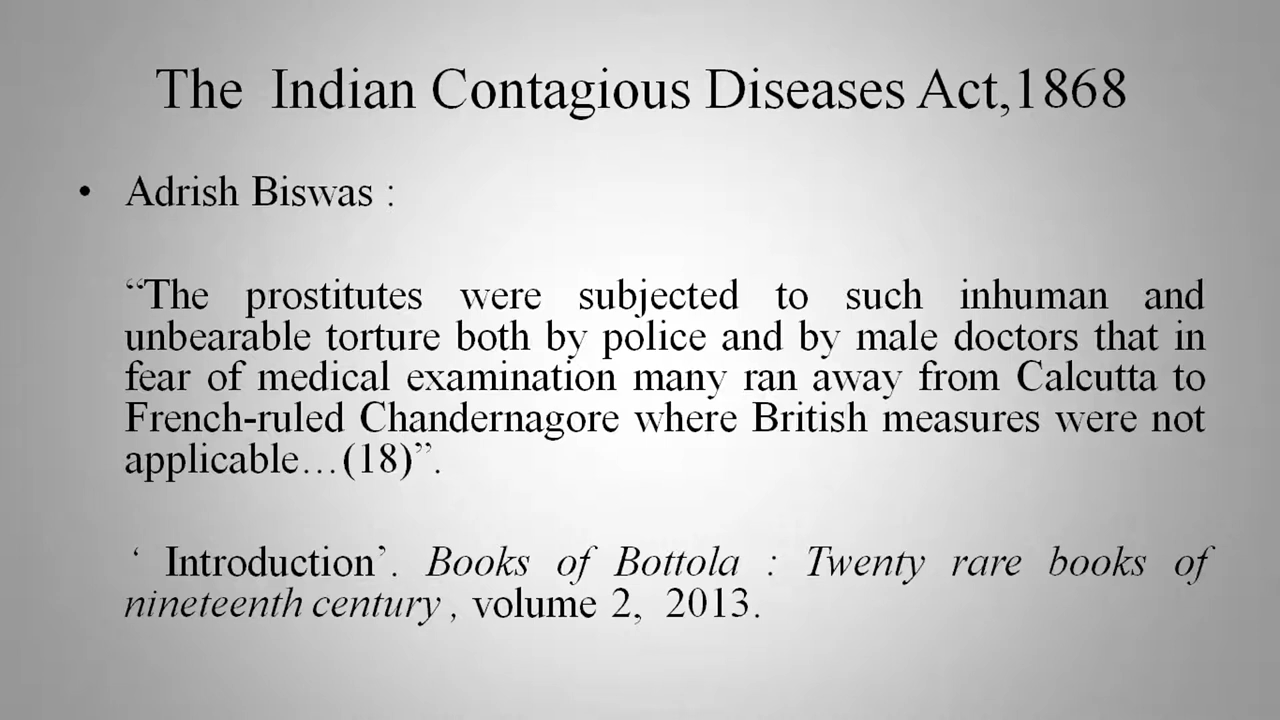 The Indian Contagious Diseases Act,1868
• Adrish Biswas :
“The prostitutes were subjected to such inhuman and
unbearable torture both by police and by male doctors that in
fear of medical examination many ran away from Calcutta to
French-ruled Chandernagore where British measures were not
applicable…(18)”.
‘ Introduction’. Books of Bottola : Twenty rare books of
nineteenth century , volume 2, 2013.